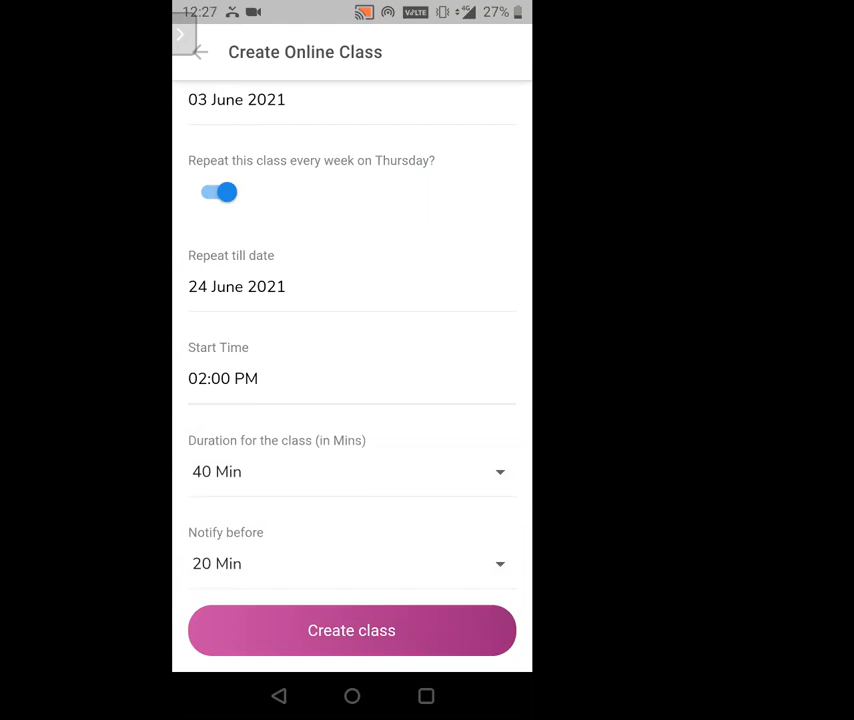 12:27 VoLTE 4G 27%
Create Online Class
03 June 2021
Repeat this class every week on Thursday?
Repeat till date
24 June 2021
Start Time
02:00 PM
Duration for the class (in Mins)
40 Min
Notify before
20 Min
Create class